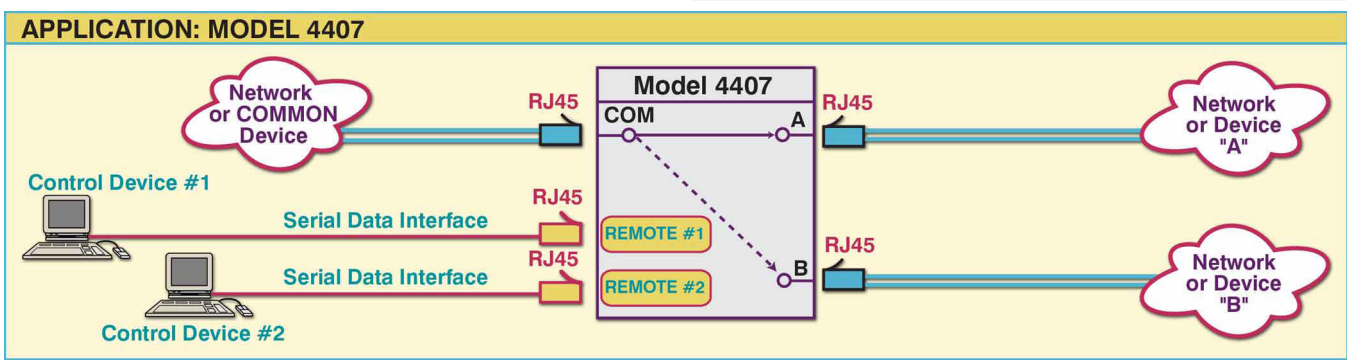 APPLICATION: MODEL 4407
Network
or COMMON
Device
RJ45
Model 4407
COM
A
RJ45
Network
or Device
"A"
Control Device #1
Serial Data Interface
RJ45
REMOTE #1
Serial Data Interface
RJ45
REMOTE #2
Control Device #2
B
RJ45
Network
or Device
"B"